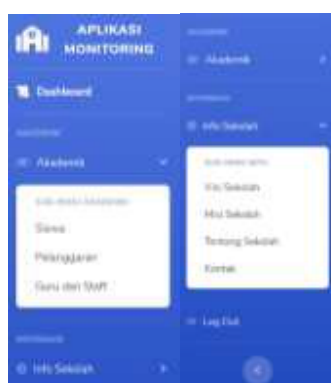 APLIKASI
MONITORING
Dashboard
Akademik
Siswa
Pelanggaran
Guru dan Staff
Info Sekolah
Akademik
Info Sekolah
Visi Sekolah
Misi Sekolah
Tentang Sekolah
Kontak
Log Out